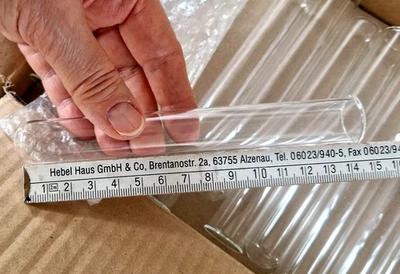 Hebel Haus GmbH & Co, Brentanostr. 2a, 63755 Alzenau, Tel. 06023/940-5, Fax 06023/94
1 2m 2 3 4 5 6 7 8 9 10 11 12 13 14 15